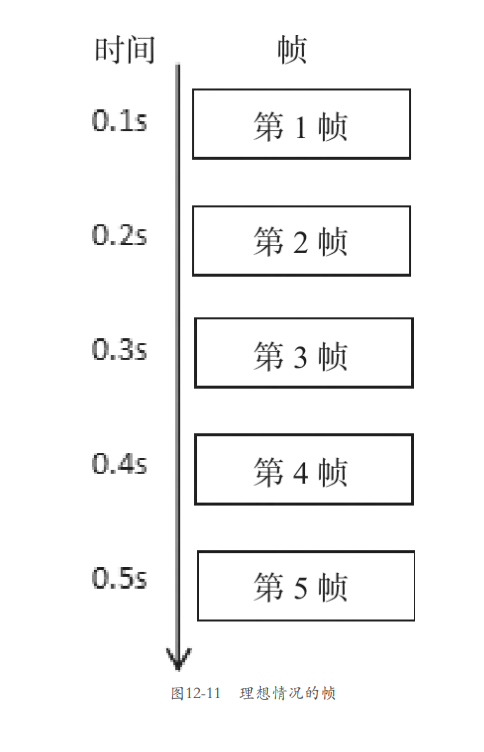 时间 帧
0.1s 第 1 帧
0.2s 第 2 帧
0.3s 第 3 帧
0.4s 第 4 帧
0.5s 第 5 帧
图12-11 理想情况的帧